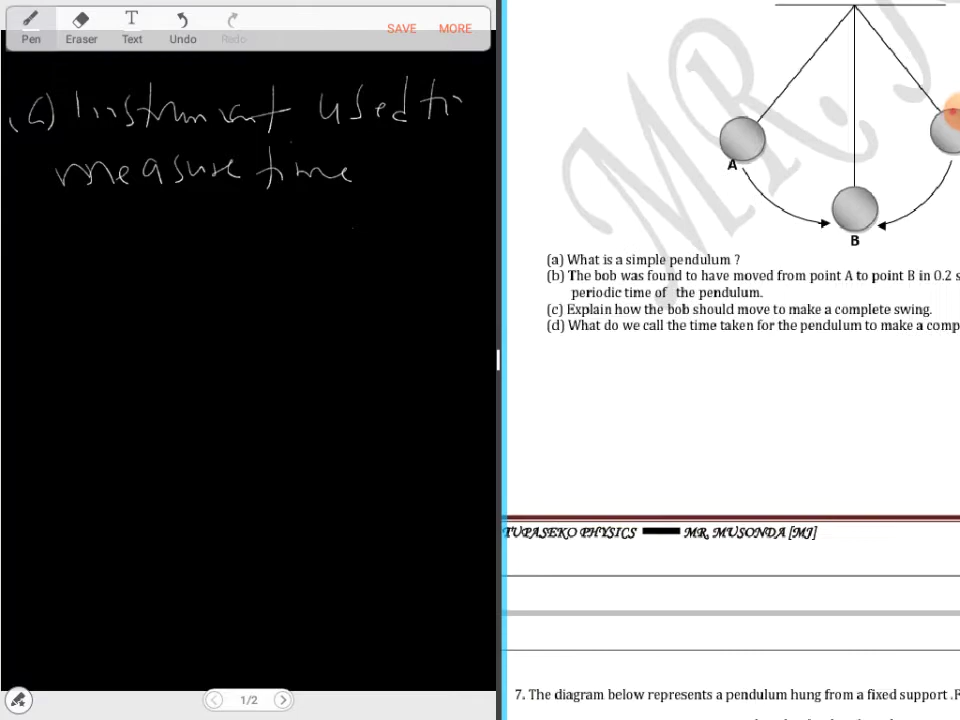 Pen
Eraser
Text
Undo
Redo
SAVE
MORE
(a) Instrument used to
measure time
1/2
MR.
A
B
(a) What is a simple pendulum ?
(b) The bob was found to have moved from point A to point B in 0.2 s
periodic time of the pendulum.
(c) Explain how the bob should move to make a complete swing.
(d) What do we call the time taken for the pendulum to make a comp
TUPASEKO PHYSICS MR. MUSONDA [MJ]
7. The diagram below represents a pendulum hung from a fixed support .F